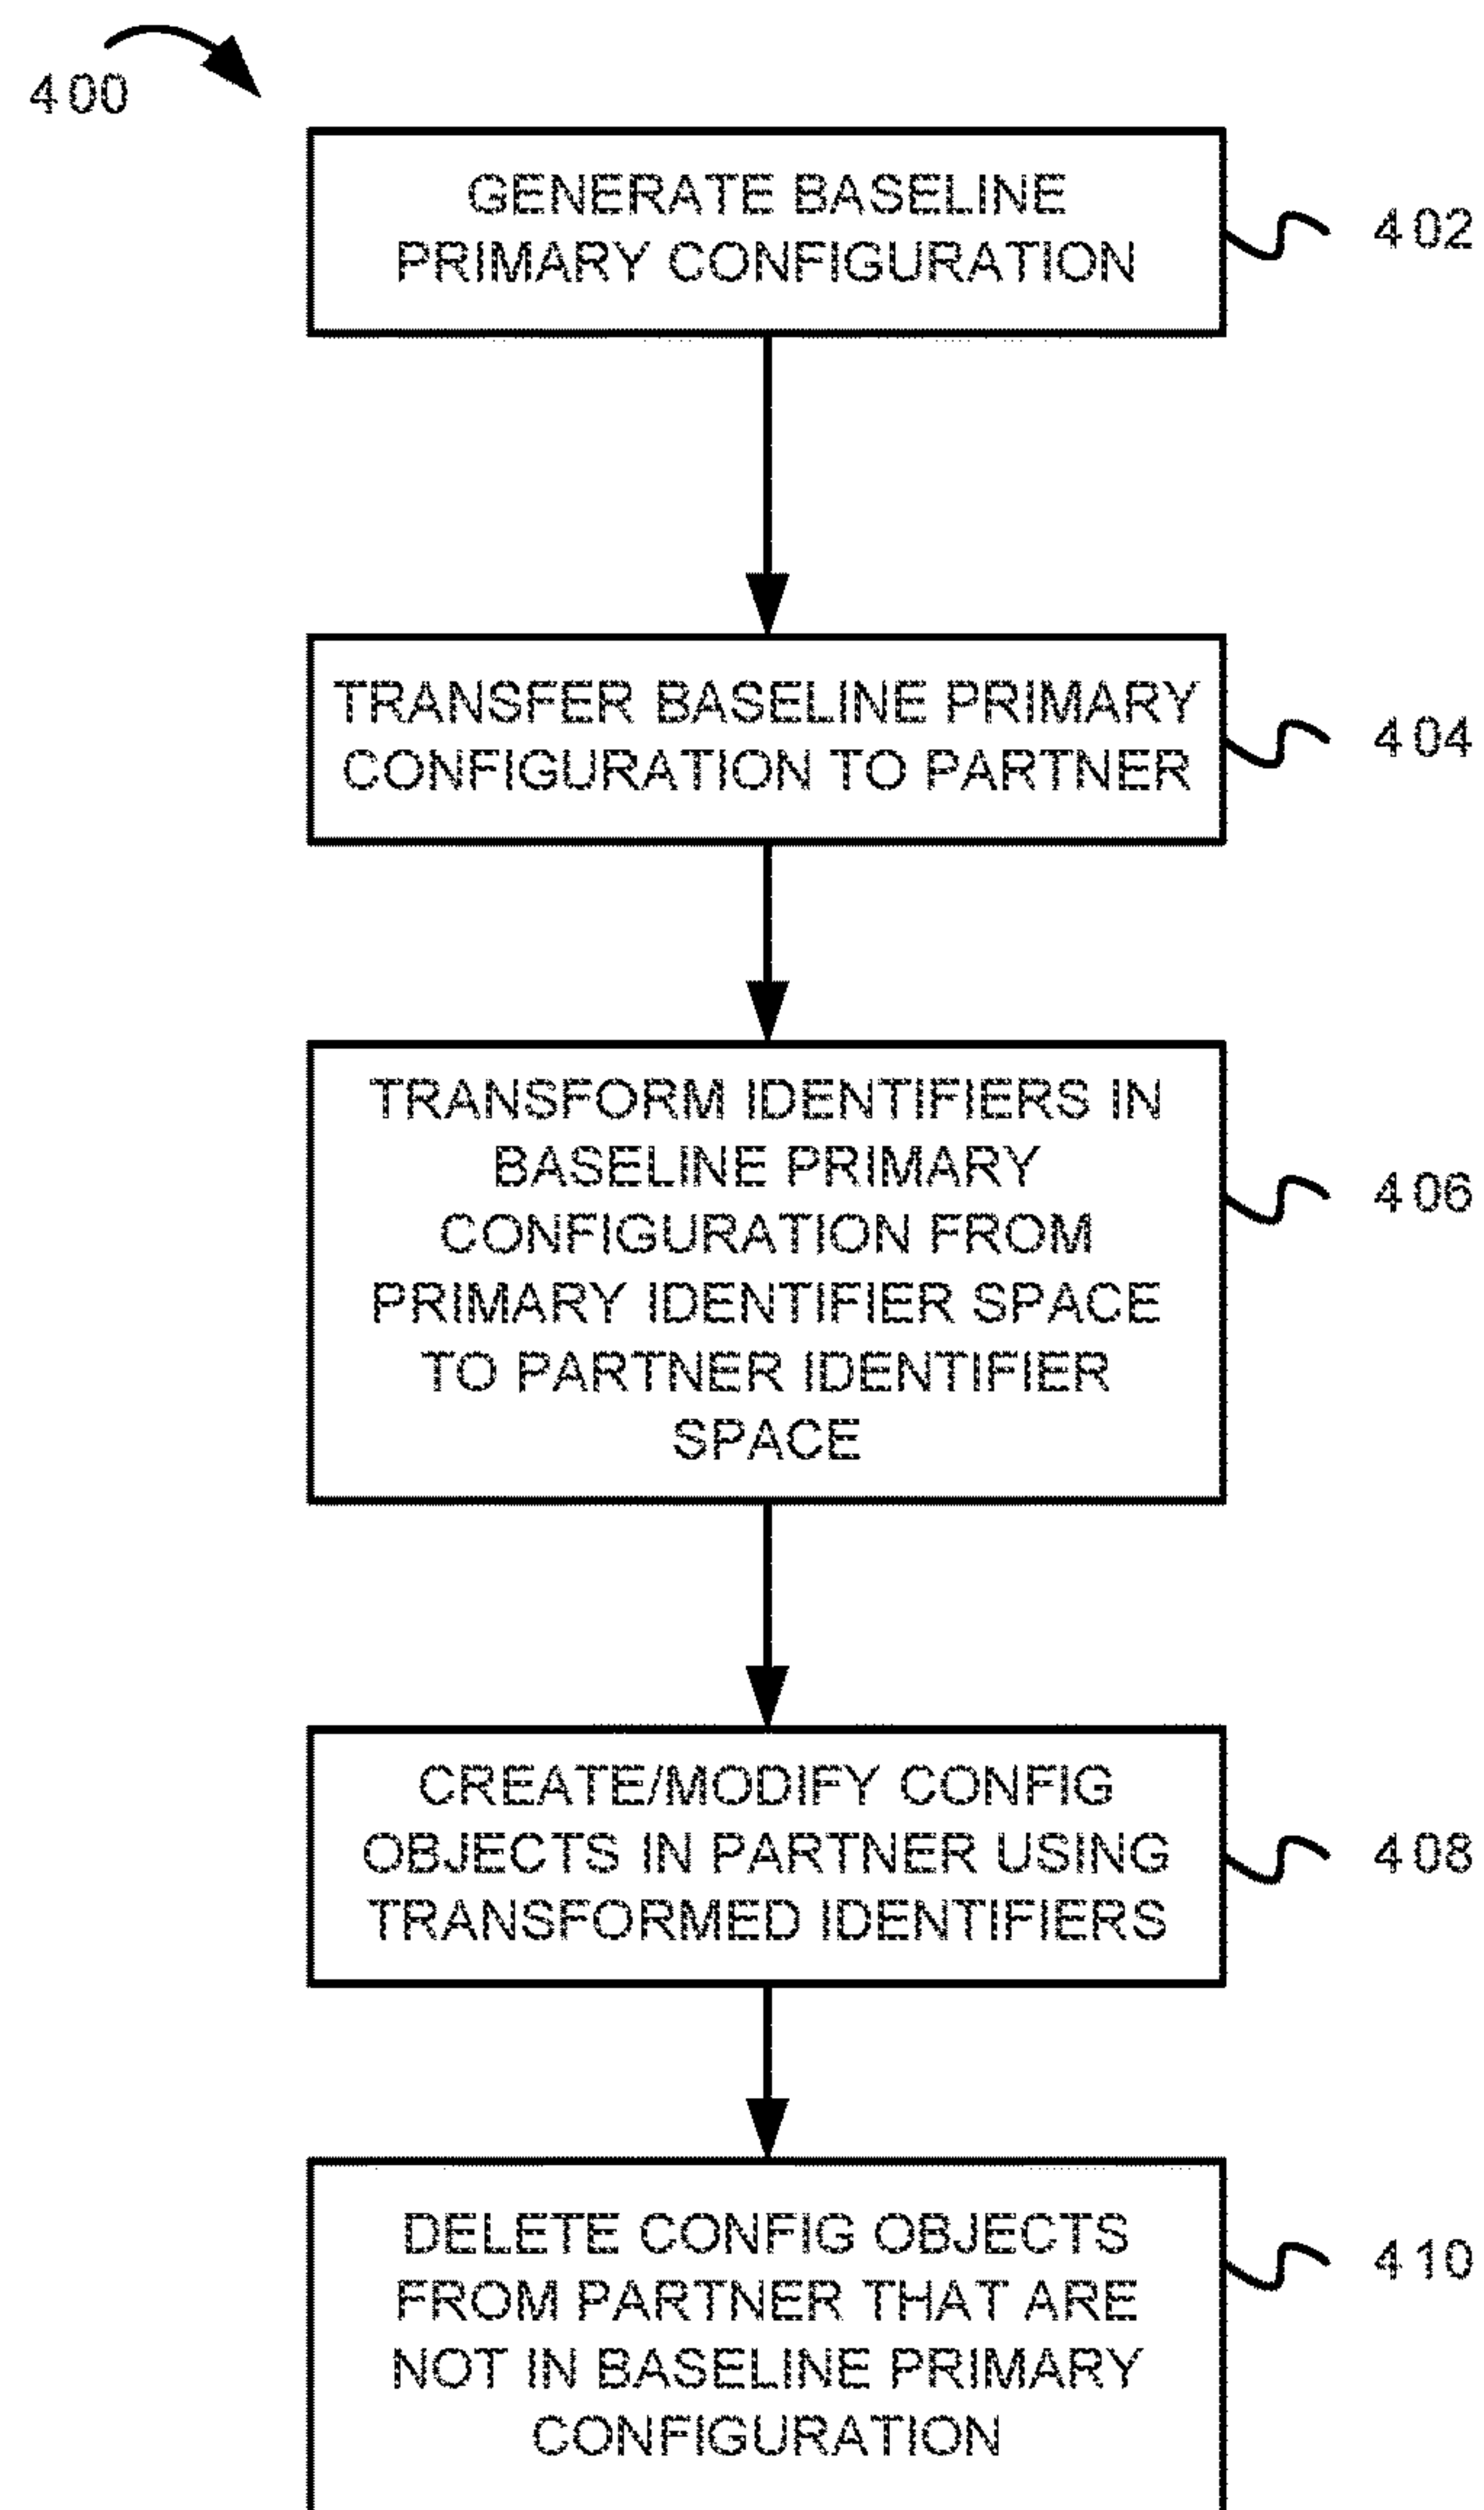 400
GENERATE BASELINE
PRIMARY CONFIGURATION
402
TRANSFER BASELINE PRIMARY
CONFIGURATION TO PARTNER
404
TRANSFORM IDENTIFIERS IN
BASELINE PRIMARY
CONFIGURATION FROM
PRIMARY IDENTIFIER SPACE
TO PARTNER IDENTIFIER
SPACE
406
CREATE/MODIFY CONFIG
OBJECTS IN PARTNER USING
TRANSFORMED IDENTIFIERS
408
DELETE CONFIG OBJECTS
FROM PARTNER THAT ARE
NOT IN BASELINE PRIMARY
CONFIGURATION
410